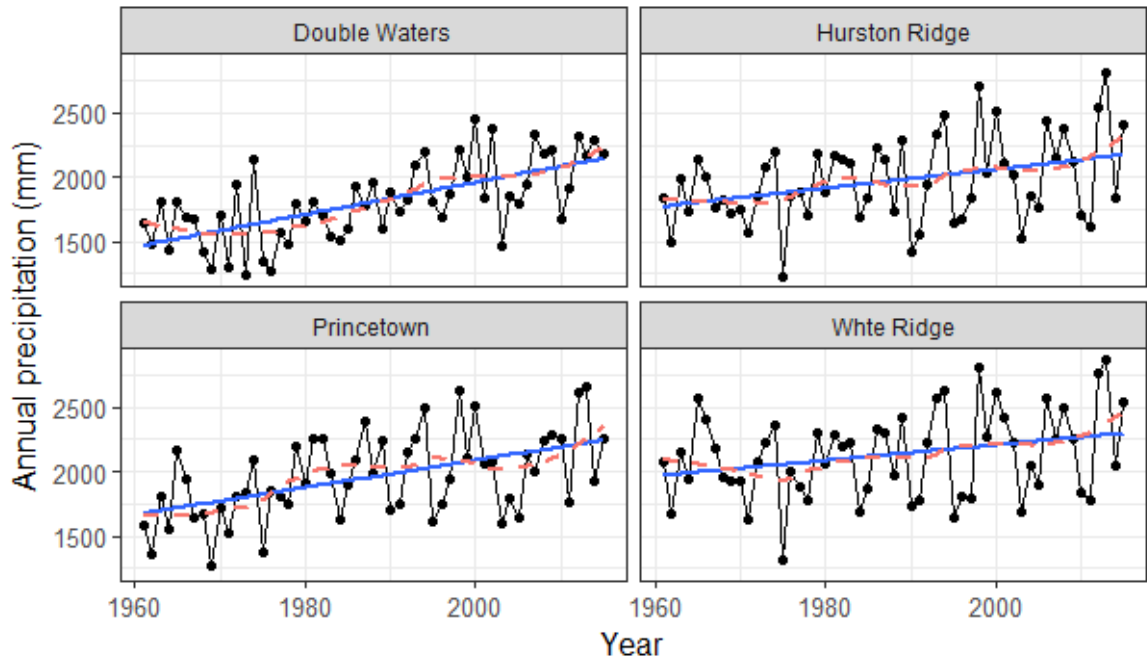 Double Waters
Hurston Ridge
2500
2000
1500
Princetown
Whte Ridge
2500
2000
1500
1960
1980
2000
1960
1980
2000
Annual precipitation (mm)
Year